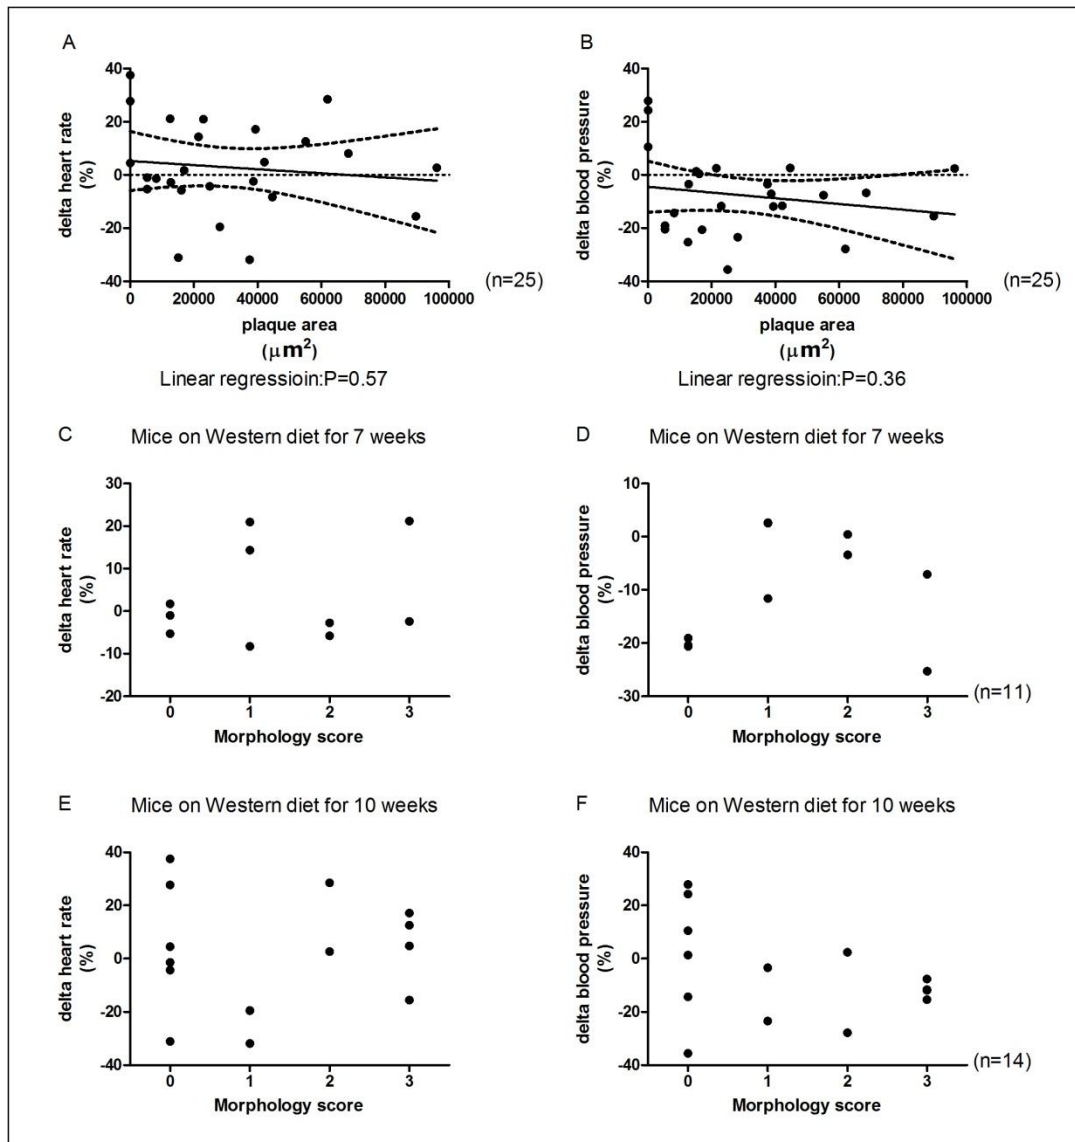 A
B
40
20
0
-20
-40
delta heart rate
(%)
0 20000 40000 60000 80000 100000
plaque area
(μm²)
(n=25)
Linear regressioin:P=0.57
40
20
0
-20
-40
delta blood pressure
(%)
0 20000 40000 60000 80000 100000
plaque area
(μm²)
(n=25)
Linear regressioin:P=0.36
C Mice on Western diet for 7 weeks
30
20
10
0
-10
-20
delta heart rate
(%)
0 1 2 3
Morphology score
D Mice on Western diet for 7 weeks
10
0
-10
-20
-30
delta blood pressure
(%)
0 1 2 3
Morphology score
(n=11)
E Mice on Western diet for 10 weeks
40
20
0
-20
-40
delta heart rate
(%)
0 1 2 3
Morphology score
F Mice on Western diet for 10 weeks
40
20
0
-20
-40
delta blood pressure
(%)
0 1 2 3
Morphology score
(n=14)